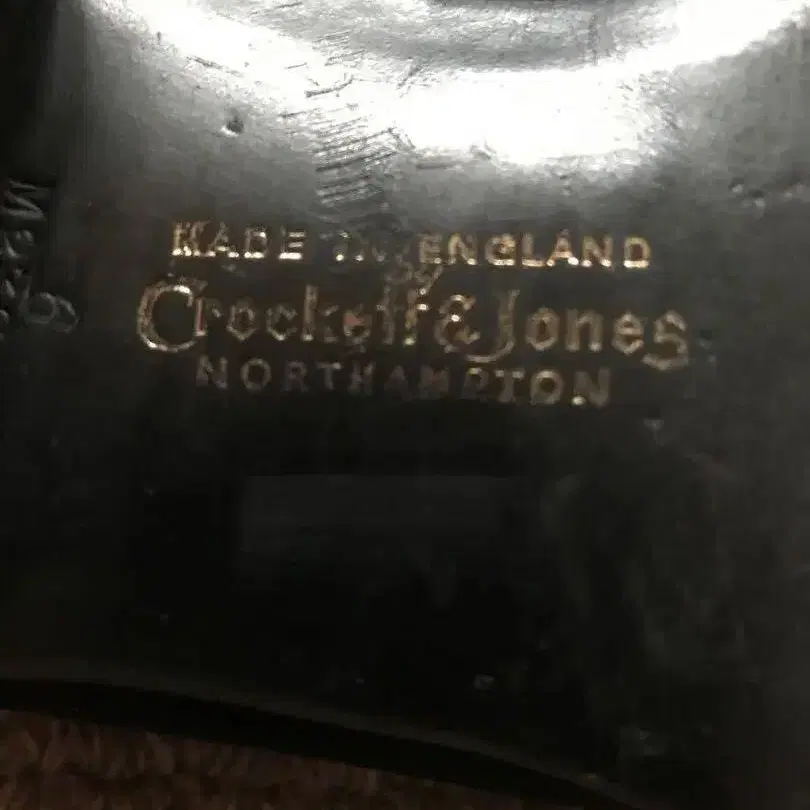 MADE IN ENGLAND
by
Crockett & Jones
NORTHAMPTON